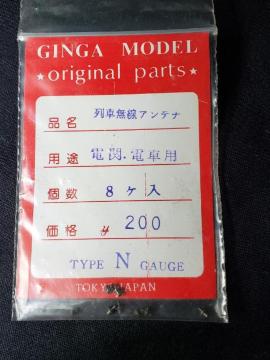 GINGA MODEL
★original parts★
品名 列車無線アンテナ
用途 電関.電車用
個数 8ヶ入
価格 ¥ 200
TYPE N GAUGE
TOKYO JAPAN